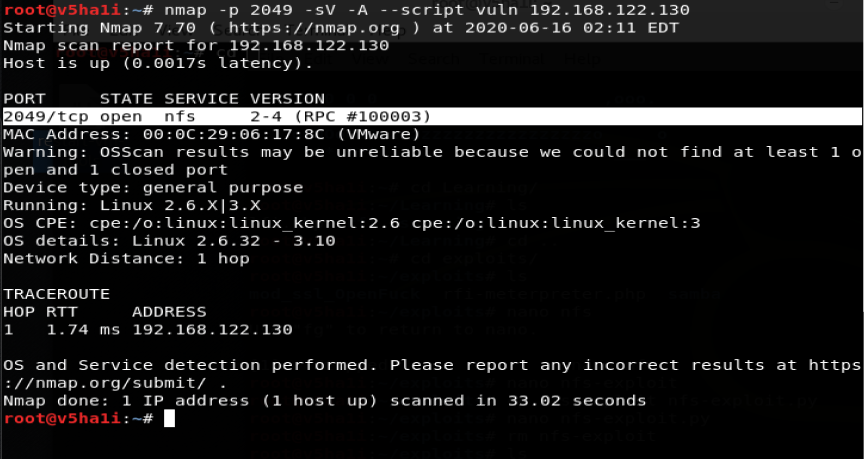 root@v5ha1i:~# nmap -p 2049 -sV -A --script vuln 192.168.122.130
Starting Nmap 7.70 ( https://nmap.org ) at 2020-06-16 02:11 EDT
Nmap scan report for 192.168.122.130
Host is up (0.0017s latency).
PORT     STATE SERVICE VERSION
2049/tcp open  nfs     2-4 (RPC #100003)
MAC Address: 00:0C:29:06:17:8C (VMware)
Warning: OSScan results may be unreliable because we could not find at least 1 o
pen and 1 closed port
Device type: general purpose
Running: Linux 2.6.X|3.X
OS CPE: cpe:/o:linux:linux_kernel:2.6 cpe:/o:linux:linux_kernel:3
OS details: Linux 2.6.32 - 3.10
Network Distance: 1 hop
TRACEROUTE
HOP RTT     ADDRESS
1   1.74 ms 192.168.122.130
OS and Service detection performed. Please report any incorrect results at https
://nmap.org/submit/ .
Nmap done: 1 IP address (1 host up) scanned in 33.02 seconds
root@v5ha1i:~#